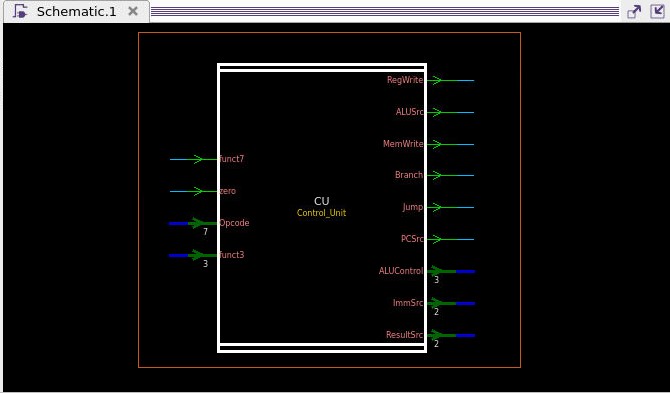 Schematic.1
RegWrite
ALUSrc
MemWrite
funct7
Branch
zero
CU
Jump
Control_Unit
Opcode
7
PCSrc
funct3
3
ALUControl
3
ImmSrc
2
ResultSrc
2